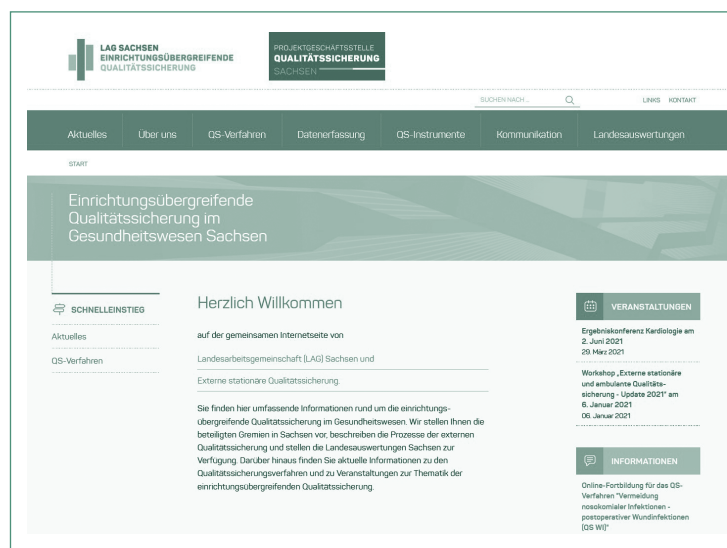 LAG SACHSEN
EINRICHTUNGSÜBERGREIFENDE
QUALITÄTSSICHERUNG
PROJEKTGESCHÄFTSSTELLE
QUALITÄTSSICHERUNG
SACHSEN
SUCHEN NACH ...
LINKS KONTAKT
Aktuelles Über uns QS-Verfahren Datenerfassung QS-Instrumente Kommunikation Landesauswertungen
START
Einrichtungsübergreifende
Qualitätssicherung im
Gesundheitswesen Sachsen
SCHNELLEINSTIEG
Aktuelles
QS-Verfahren
Herzlich Willkommen
auf der gemeinsamen Internetseite von
Landesarbeitsgemeinschaft (LAG) Sachsen und
Externe stationäre Qualitätssicherung.
Sie finden hier umfassende Informationen rund um die einrichtungs-
übergreifende Qualitätssicherung im Gesundheitswesen. Wir stellen Ihnen die
beteiligten Gremien in Sachsen vor, beschreiben die Prozesse der externen
Qualitätssicherung und stellen die Landesauswertungen Sachsen zur
Verfügung. Darüber hinaus finden Sie aktuelle Informationen zu den
Qualitätssicherungsverfahren und zu Veranstaltungen zur Thematik der
einrichtungsübergreifenden Qualitätssicherung.
VERANSTALTUNGEN
Ergebniskonferenz Kardiologie am
2. Juni 2021
29. März 2021
Workshop „Externe stationäre
und ambulante Qualitäts-
sicherung - Update 2021" am
6. Januar 2021
06. Januar 2021
INFORMATIONEN
Online-Fortbildung für das QS-
Verfahren "Vermeidung
nosokomialer Infektionen -
postoperativer Wundinfektionen
(QS WI)"